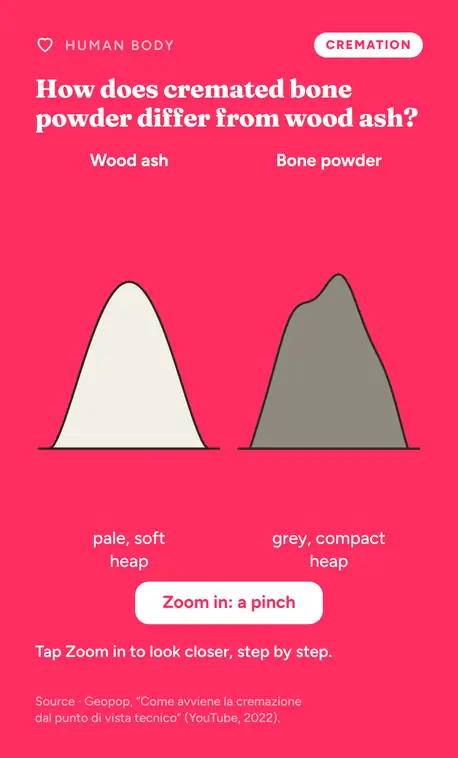 HUMAN BODY
CREMATION
How does cremated bone
powder differ from wood ash?
Wood ash
Bone powder
pale, soft
heap
grey, compact
heap
Zoom in: a pinch
Tap Zoom in to look closer, step by step.
Source · Geopop, “Come avviene la cremazione
dal punto di vista tecnico” (YouTube, 2022).